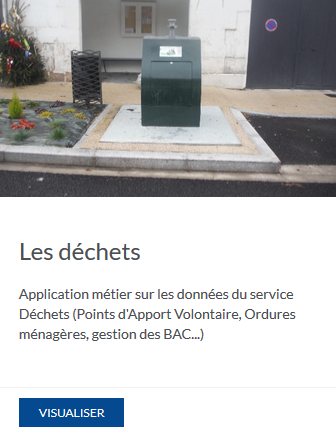 Les déchets
Application métier sur les données du service
Déchets (Points d'Apport Volontaire, Ordures
ménagères, gestion des BAC...)
VISUALISER